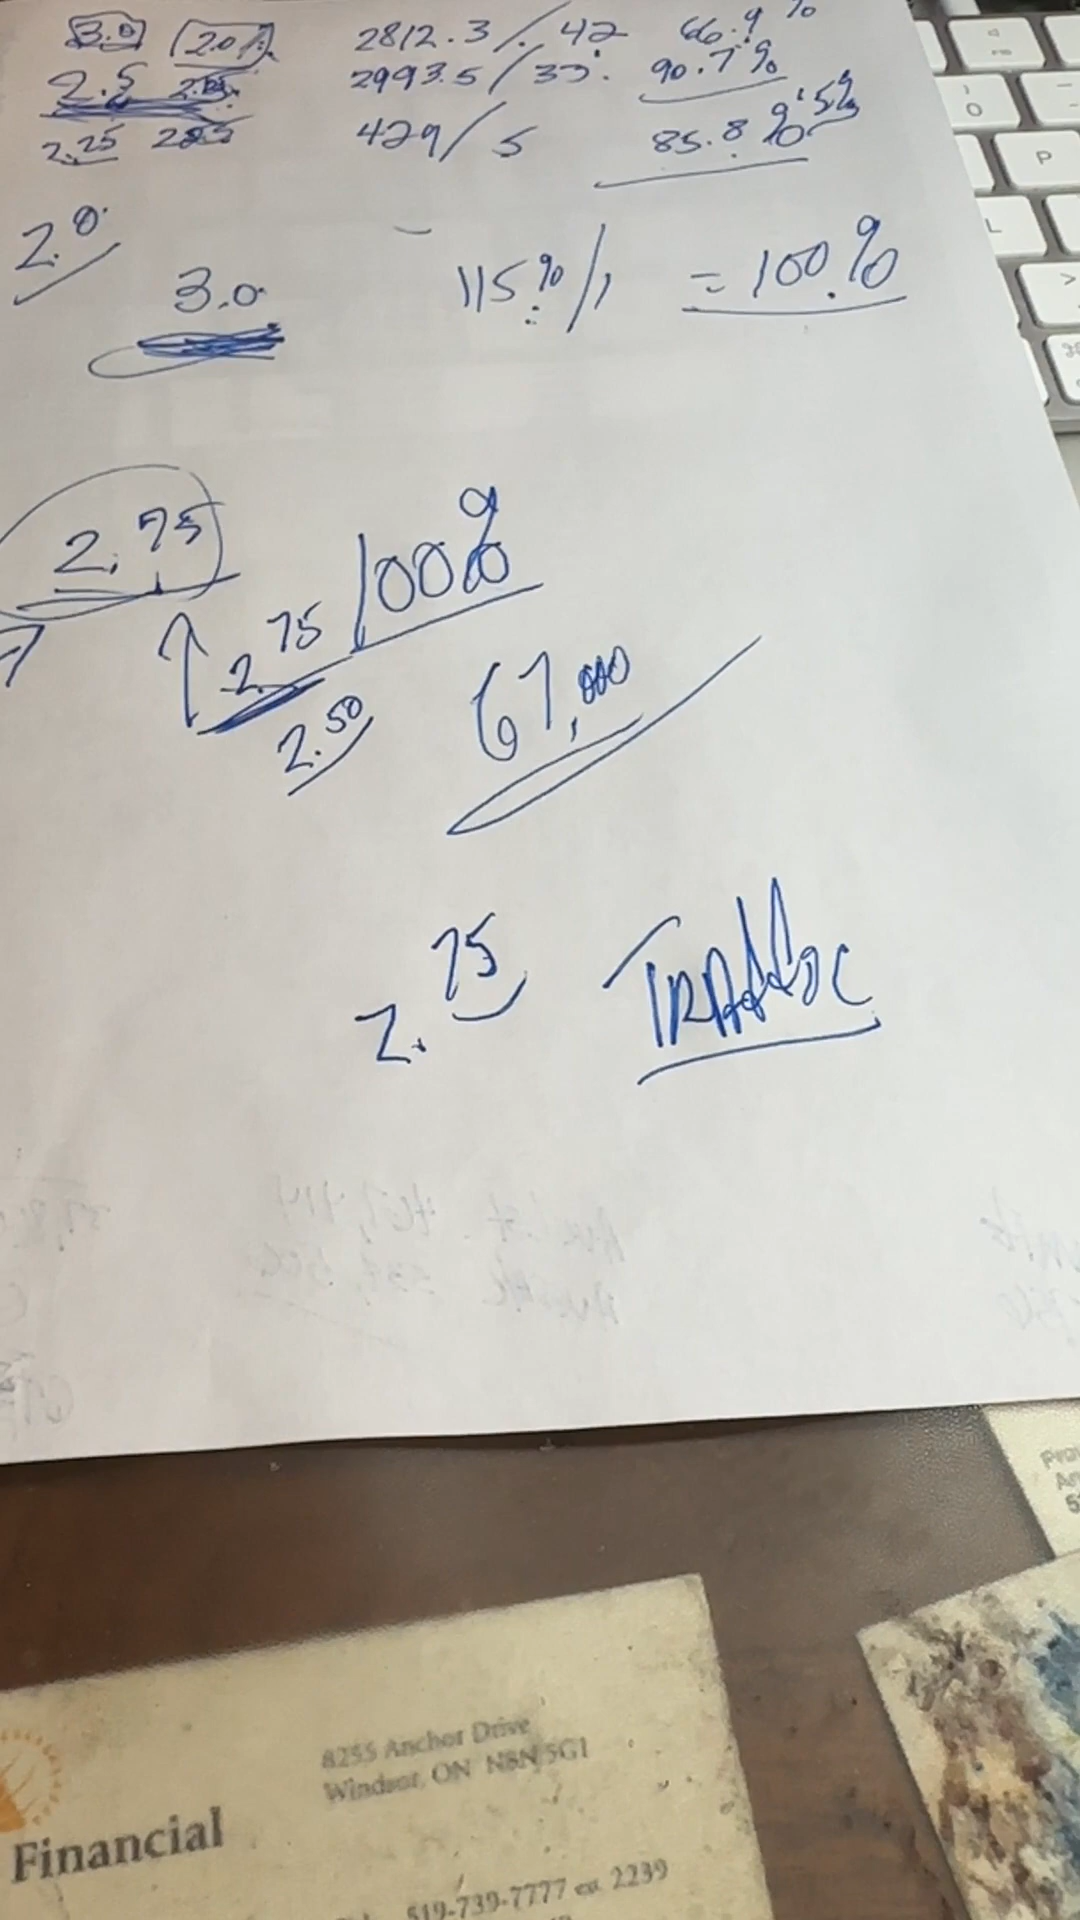 3.0 2.0%
2812.3/42 66.9%
2.5
2993.5/33. 90.7%
2.25
429/5 85.8%
2.0
3.0
115%/1 = 100%
2.75
2.75 100%
2.50 67,000
2.75
8255 Anchor Drive
Windsor, ON N8N 5G1
Financial
519-739-7777 ext. 2239
P
L
O
>